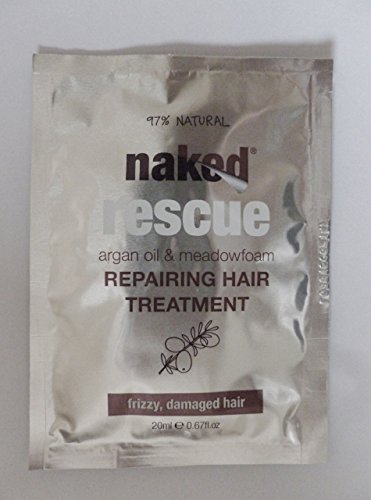 97% NATURAL
naked®
rescue
argan oil & meadowfoam
REPAIRING HAIR
TREATMENT
frizzy, damaged hair
20ml ℮ 0.67fl.oz